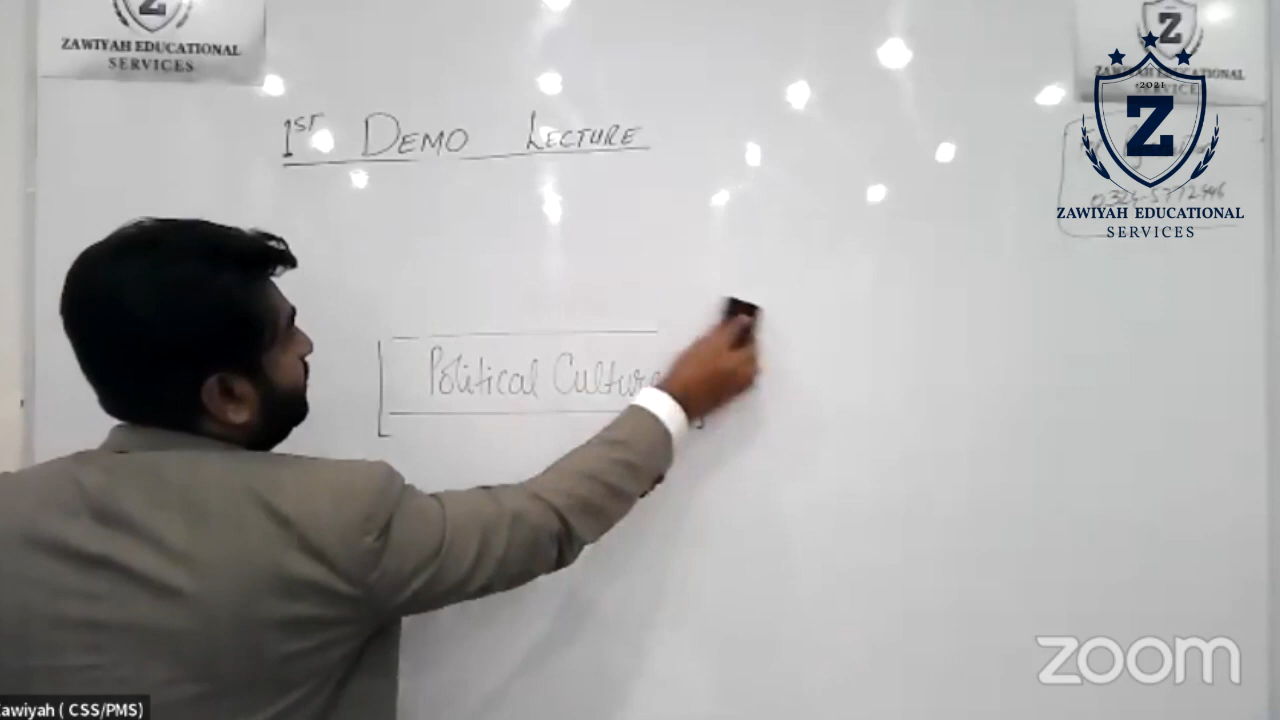 Z
ZAWIYAH EDUCATIONAL
SERVICES
1ST DEMO LECTURE
Political Culture
Z
2021
Z
ZAWIYAH EDUCATIONAL
SERVICES
zoom
Zawiyah ( CSS/PMS)